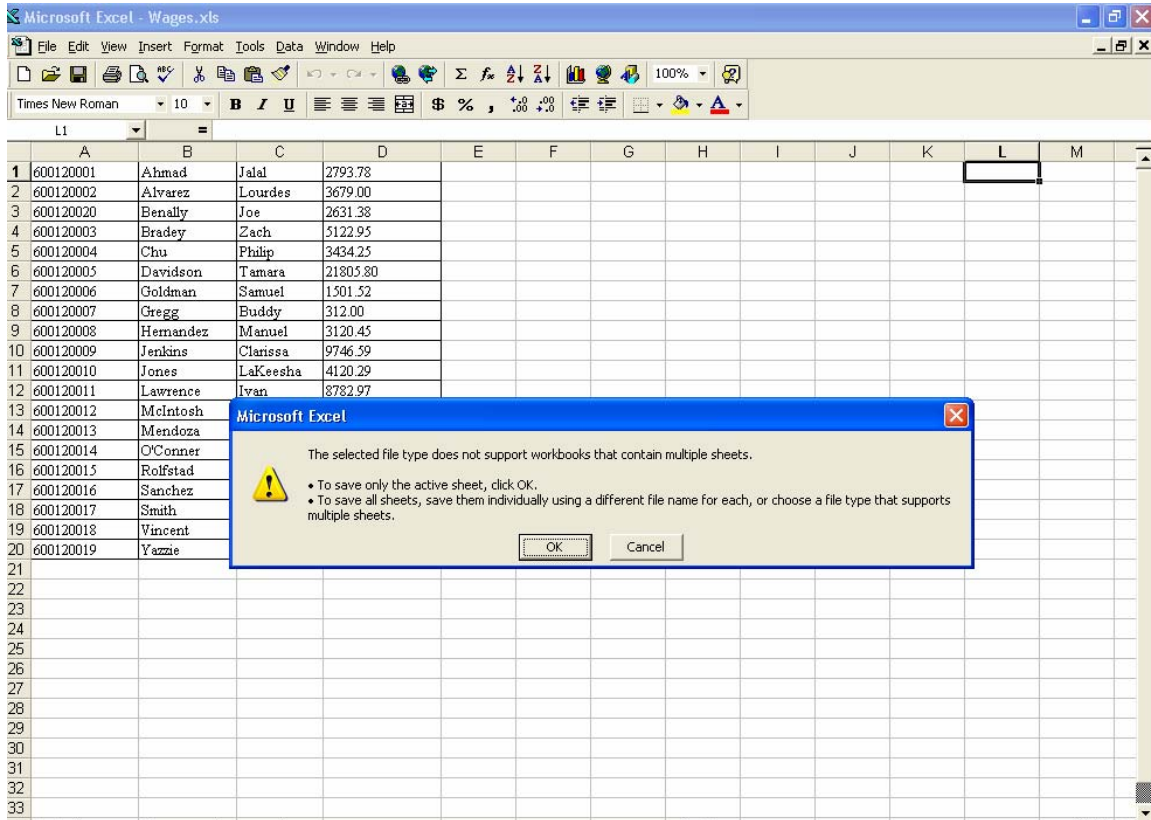 Microsoft Excel - Wages.xls
File Edit View Insert Format Tools Data Window Help
100%
Times New Roman 10 B I U $ % ,
L1 =
A B C D E F G H I J K L M
1 600120001 Ahmad Jalal 2793.78
2 600120002 Alvarez Lourdes 3679.00
3 600120020 Benally Joe 2631.38
4 600120003 Bradey Zach 5122.95
5 600120004 Chu Philip 3434.25
6 600120005 Davidson Tamara 21805.80
7 600120006 Goldman Samuel 1501.52
8 600120007 Gregg Buddy 312.00
9 600120008 Hernandez Manuel 3120.45
10 600120009 Jenkins Clarissa 9746.59
11 600120010 Jones LaKeesha 4120.29
12 600120011 Lawrence Ivan 8782.97
13 600120012 McIntosh
14 600120013 Mendoza
15 600120014 O'Conner
16 600120015 Rolfstad
17 600120016 Sanchez
18 600120017 Smith
19 600120018 Vincent
20 600120019 Yazzie
21
22
23
24
25
26
27
28
29
30
31
32
33
Microsoft Excel
The selected file type does not support workbooks that contain multiple sheets.
• To save only the active sheet, click OK.
• To save all sheets, save them individually using a different file name for each, or choose a file type that supports
multiple sheets.
OK Cancel